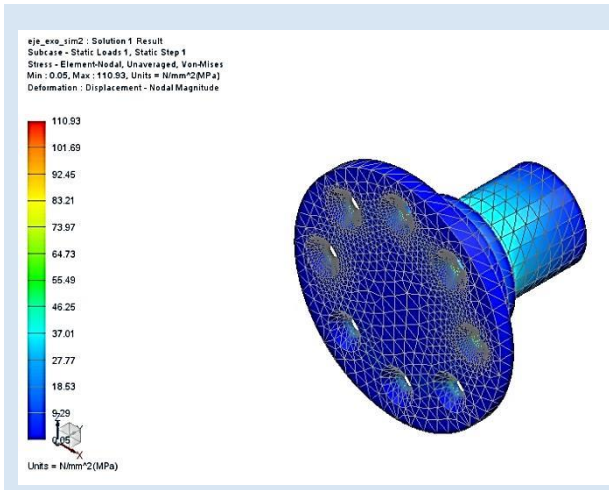 eje_exo_sim2 : Solution 1 Result
Subcase - Static Loads 1, Static Step 1
Stress - Element-Nodal, Unaveraged, Von-Mises
Min : 0.05, Max : 110.93, Units = N/mm^2(MPa)
Deformation : Displacement - Nodal Magnitude
110.93
101.69
92.45
83.21
73.97
64.73
55.49
46.25
37.01
27.77
18.53
9.29
0.05
Z
Y
X
Units = N/mm^2(MPa)